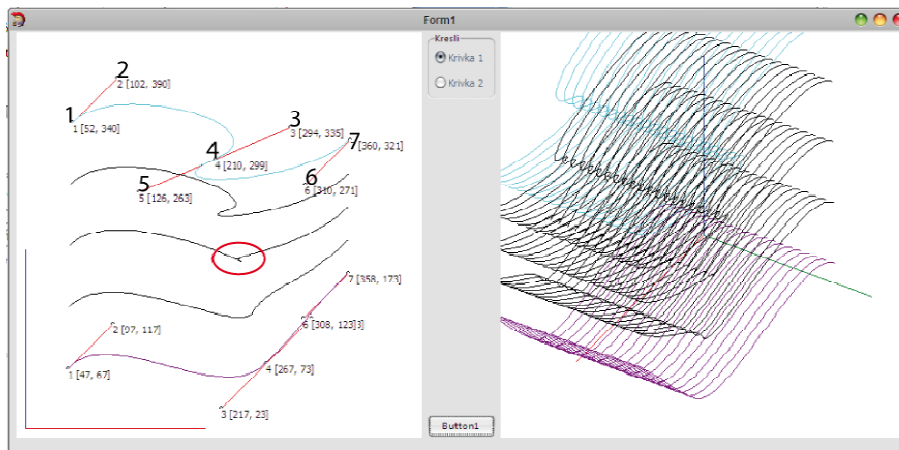 Form1
Kresli
Krivka 1
Krivka 2
2
2 [102, 390]
1
1 [52, 340]
3
3 [294, 335]
7
[360, 321]
4
4 [210, 299]
5
5 [126, 263]
6
6 [310, 271]
7 [358, 173]
6 [308, 123]3]
2 [97, 117]
1 [47, 67]
4 [267, 73]
3 [217, 23]
Button1